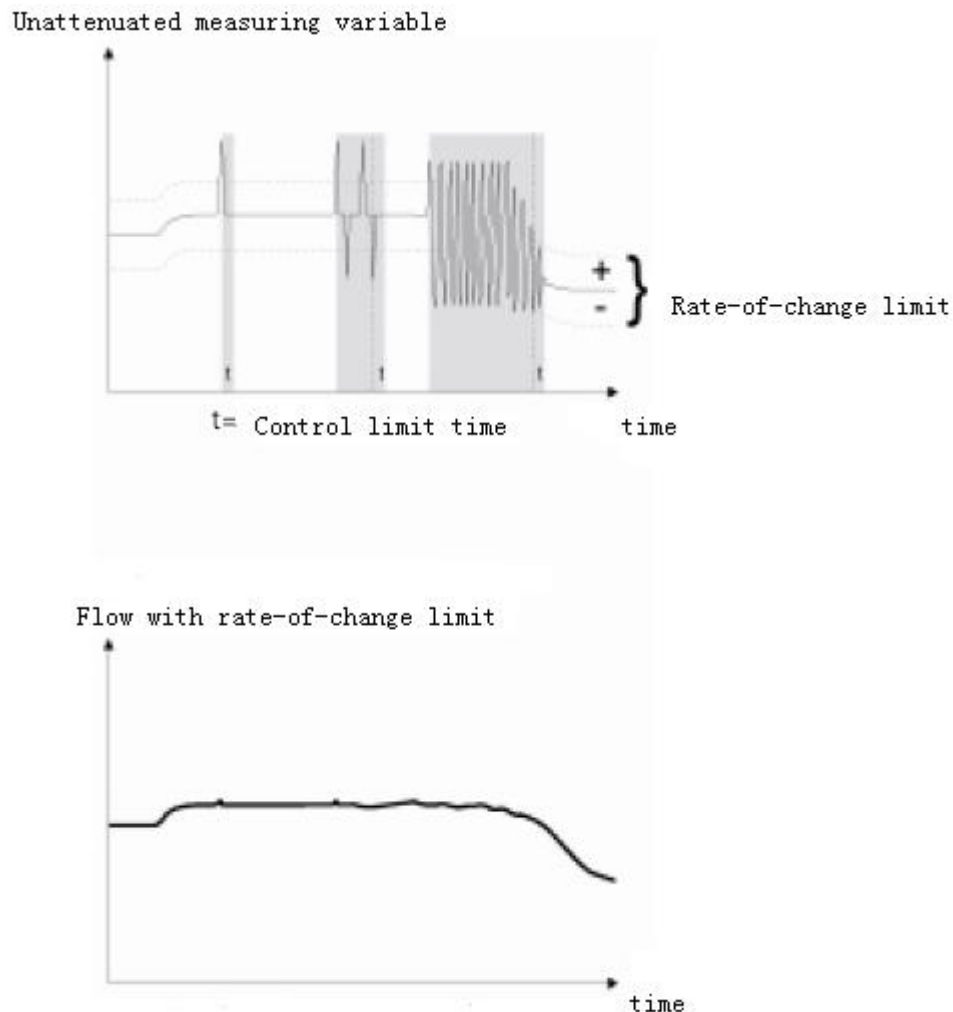 Unattenuated measuring variable
+
-
Rate-of-change limit
t t t
t= Control limit time
time
Flow with rate-of-change limit
time